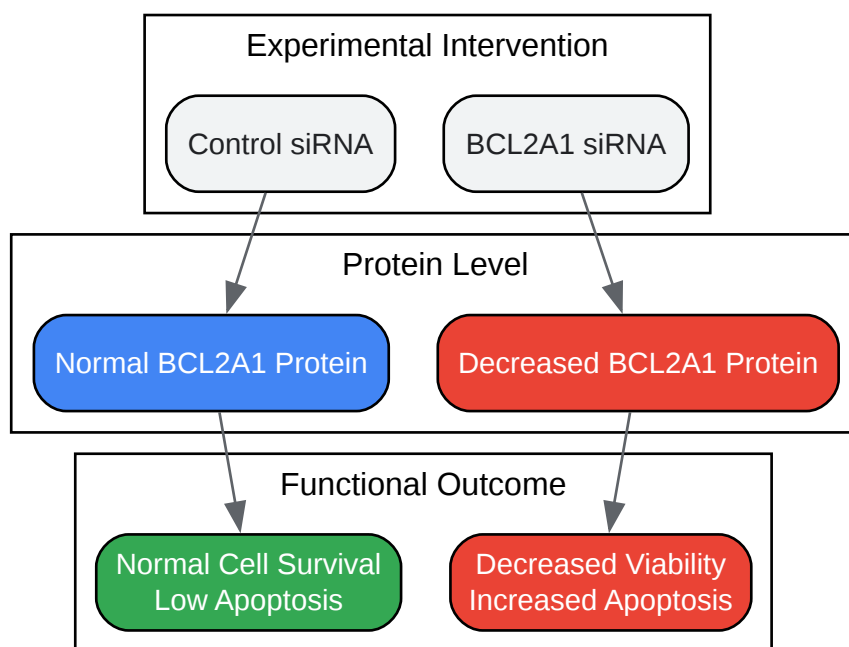 Experimental Intervention
Control siRNA
BCL2A1 siRNA
Protein Level
Normal BCL2A1 Protein
Decreased BCL2A1 Protein
Functional Outcome
Normal Cell Survival
Low Apoptosis
Decreased Viability
Increased Apoptosis